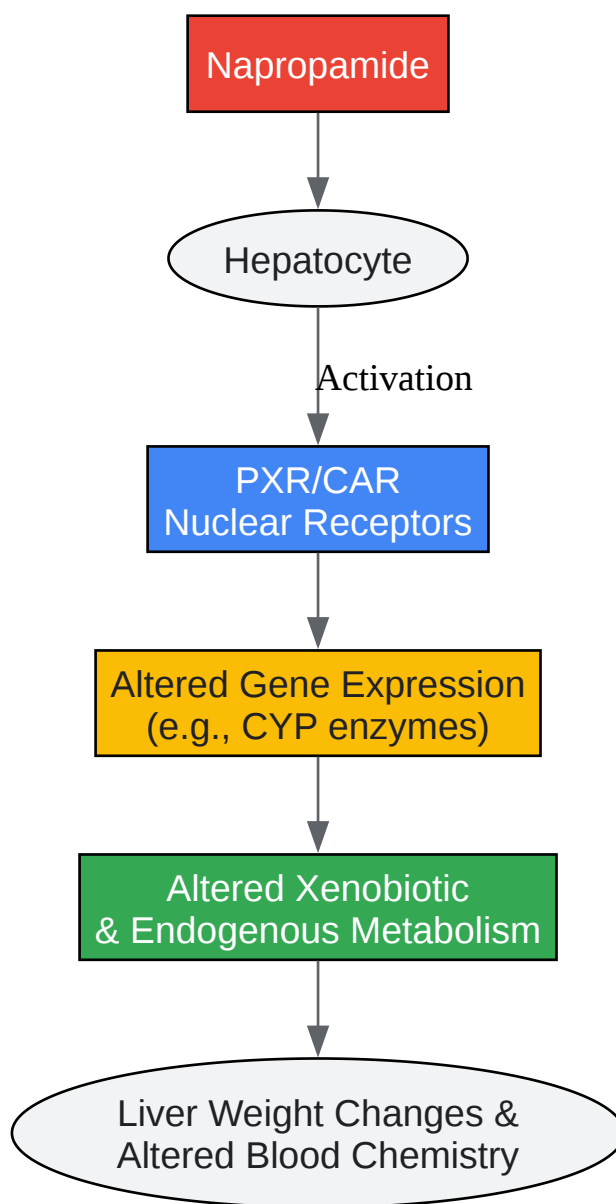 Napropamide
Hepatocyte
Activation
PXR/CAR
Nuclear Receptors
Altered Gene Expression
(e.g., CYP enzymes)
Altered Xenobiotic
& Endogenous Metabolism
Liver Weight Changes &
Altered Blood Chemistry